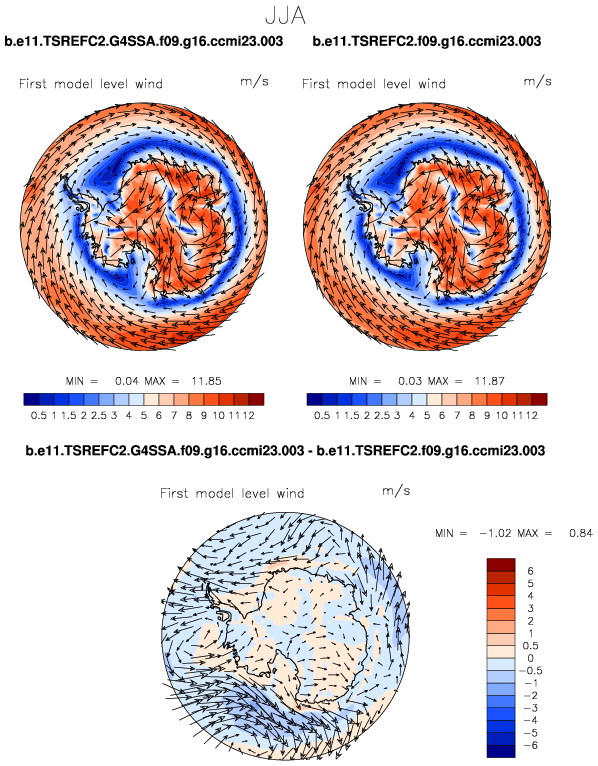 JJA
b.e11.TSREFC2.G4SSA.f09.g16.ccmi23.003 b.e11.TSREFC2.f09.g16.ccmi23.003
First model level wind m/s First model level wind m/s
MIN = 0.04 MAX = 11.85 MIN = 0.03 MAX = 11.87
0.5 1 1.5 2 2.5 3 4 5 6 7 8 9 10 11 12 0.5 1 1.5 2 2.5 3 4 5 6 7 8 9 10 11 12
b.e11.TSREFC2.G4SSA.f09.g16.ccmi23.003 - b.e11.TSREFC2.f09.g16.ccmi23.003
First model level wind m/s
MIN = -1.02 MAX = 0.84
6
5
4
3
2
1
0.5
0
-0.5
-1
-2
-3
-4
-5
-6